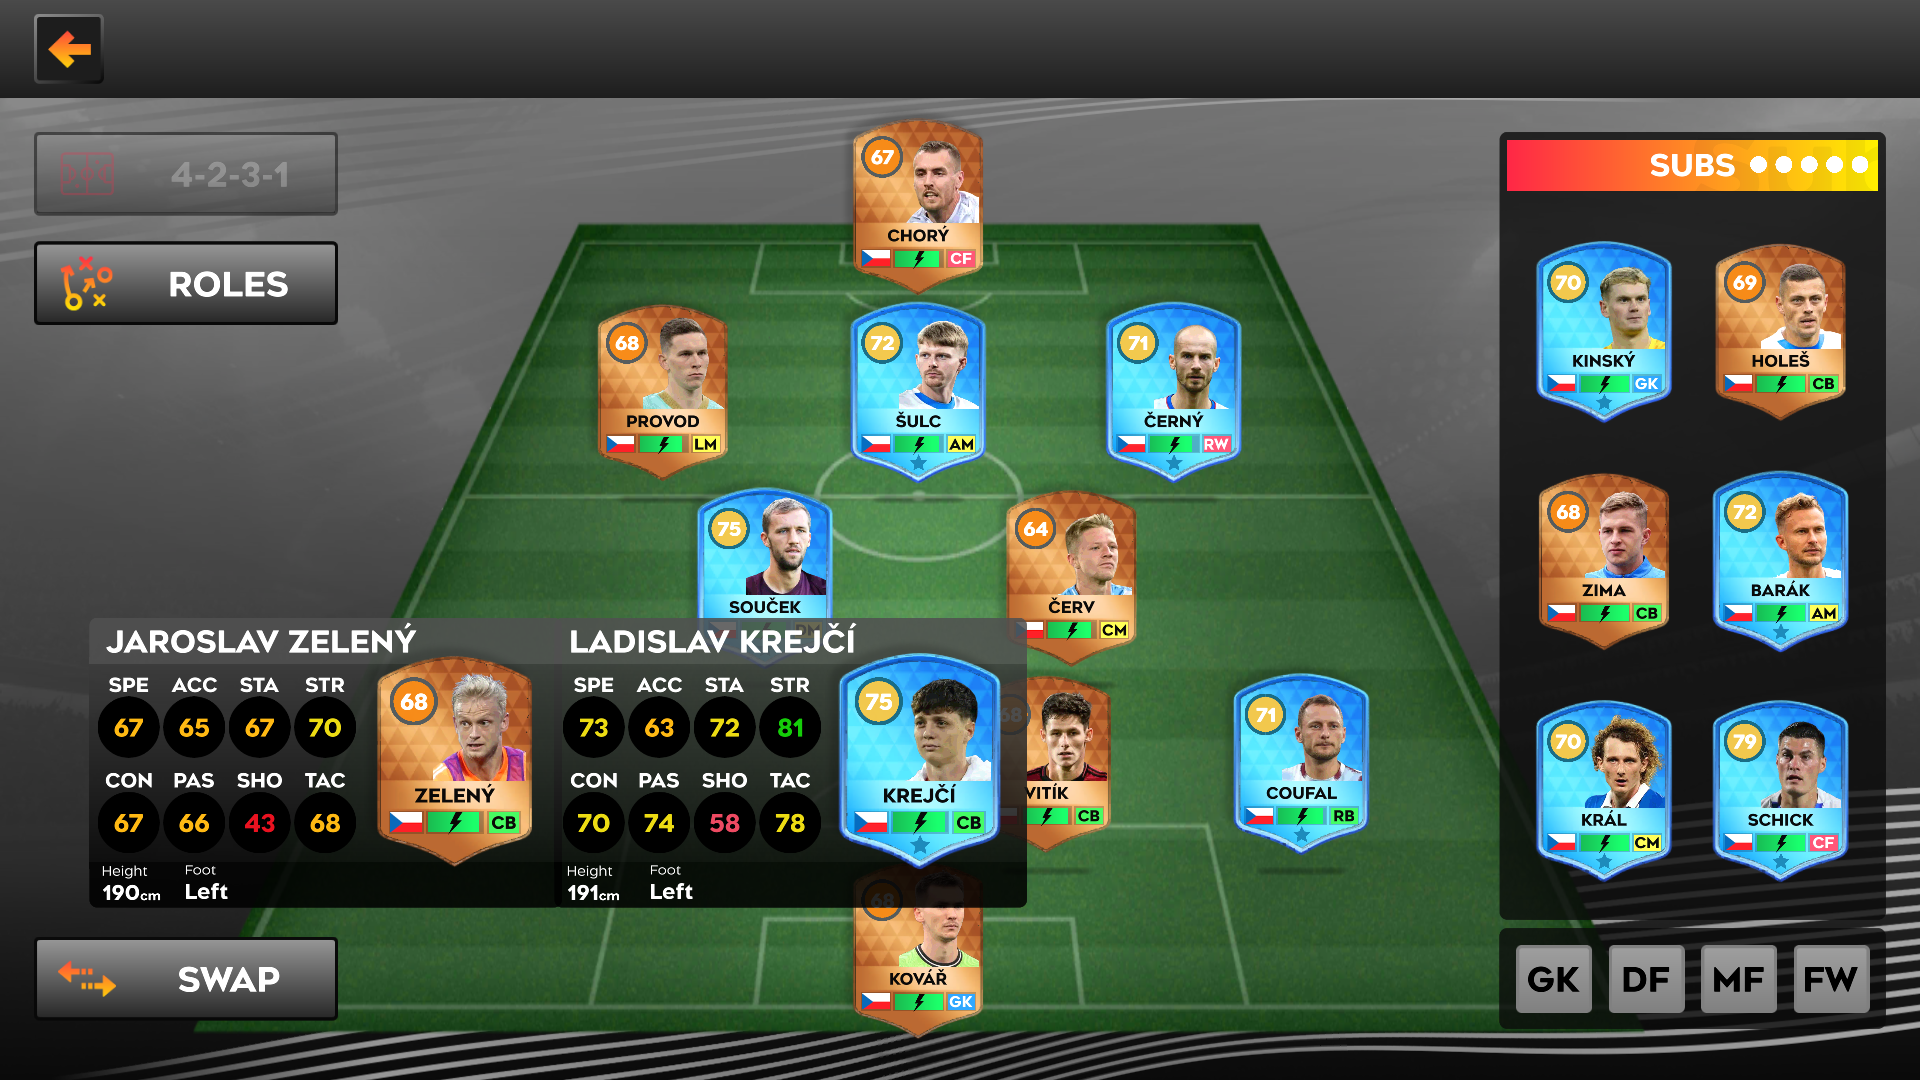 4-2-3-1
ROLES
67
CHORÝ
CF
68
PROVOD
LM
72
ŠULC
AM
71
ČERNÝ
RW
75
SOUČEK
DM
64
ČERV
CM
JAROSLAV ZELENÝ
SPE ACC STA STR
67 65 67 70
CON PAS SHO TAC
67 66 43 68
Height Foot
190cm Left
68
ZELENÝ
CB
LADISLAV KREJČÍ
SPE ACC STA STR
73 63 72 81
CON PAS SHO TAC
70 74 58 78
Height Foot
191cm Left
75
KREJČÍ
CB
68
VITÍK
CB
71
COUFAL
RB
68
KOVÁŘ
GK
SWAP
SUBS
70
KINSKÝ
GK
69
HOLEŠ
CB
68
ZIMA
CB
72
BARÁK
AM
70
KRÁL
CM
79
SCHICK
CF
GK DF MF FW